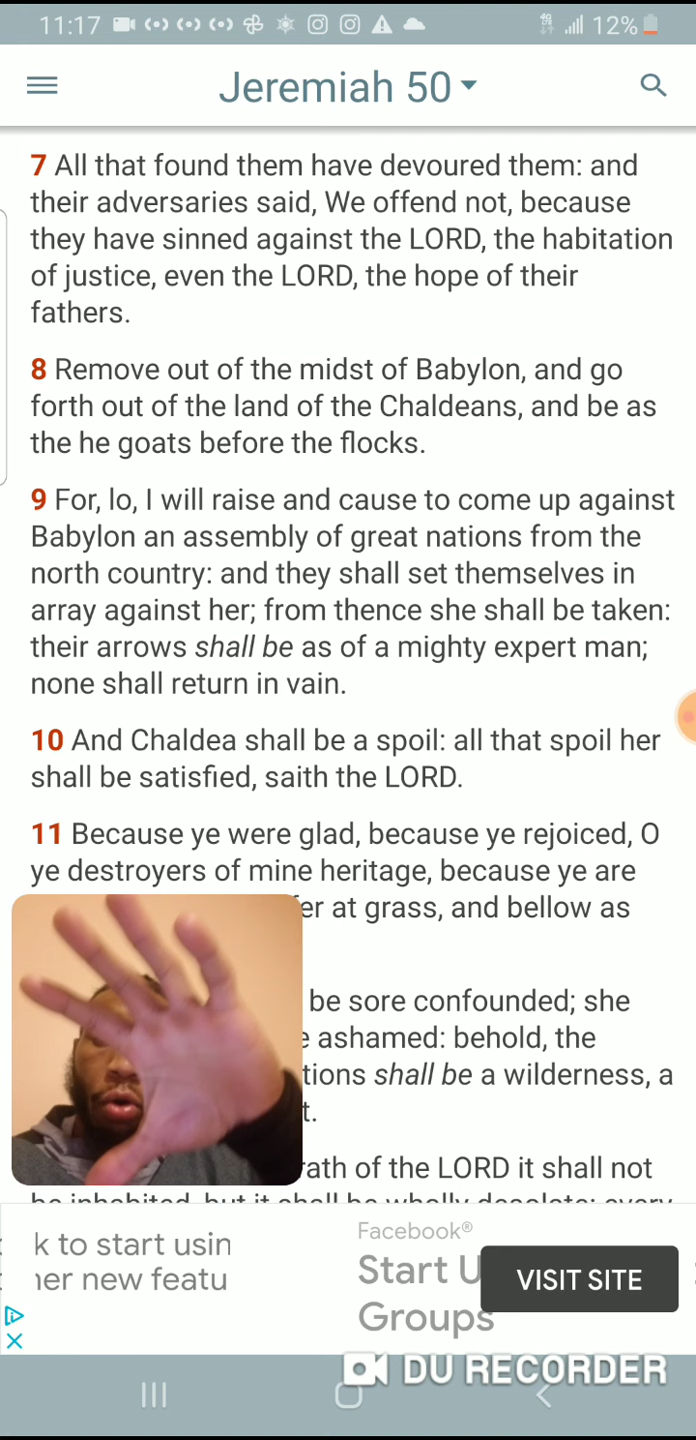 11:17
12%
Jeremiah 50
7 All that found them have devoured them: and
their adversaries said, We offend not, because
they have sinned against the LORD, the habitation
of justice, even the LORD, the hope of their
fathers.
8 Remove out of the midst of Babylon, and go
forth out of the land of the Chaldeans, and be as
the he goats before the flocks.
9 For, lo, I will raise and cause to come up against
Babylon an assembly of great nations from the
north country: and they shall set themselves in
array against her; from thence she shall be taken:
their arrows shall be as of a mighty expert man;
none shall return in vain.
10 And Chaldea shall be a spoil: all that spoil her
shall be satisfied, saith the LORD.
11 Because ye were glad, because ye rejoiced, O
ye destroyers of mine heritage, because ye are
at grass, and bellow as
be sore confounded; she
ashamed: behold, the
shall be a wilderness, a
of the LORD it shall not
k to start usin
new featu
Facebook®
Start U
Groups
VISIT SITE
DU RECORDER